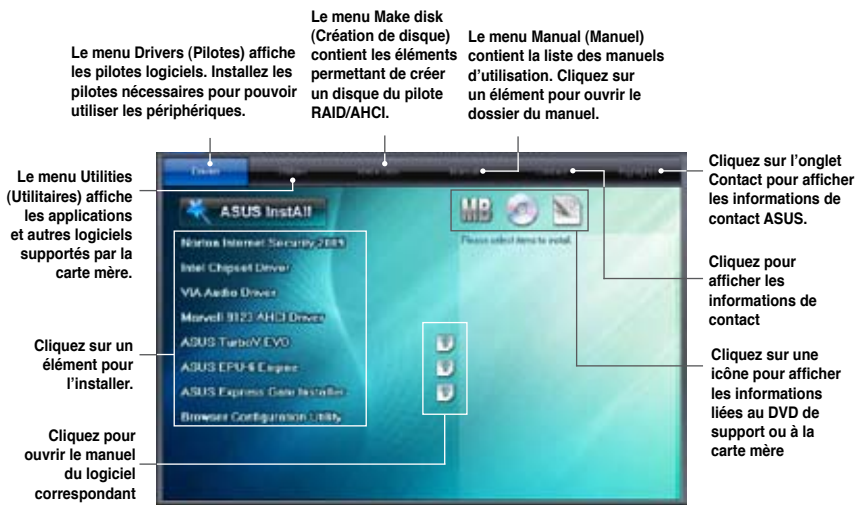 Le menu Drivers (Pilotes) affiche
les pilotes logiciels. Installez les
pilotes nécessaires pour pouvoir
utiliser les périphériques.
Le menu Make disk
(Création de disque)
contient les éléments
permettant de créer
un disque du pilote
RAID/AHCI.
Le menu Manual (Manuel)
contient la liste des manuels
d'utilisation. Cliquez sur
un élément pour ouvrir le
dossier du manuel.
Le menu Utilities
(Utilitaires) affiche
les applications
et autres logiciels
supportés par la
carte mère.
Cliquez sur un
élément pour
l'installer.
Cliquez pour
ouvrir le manuel
du logiciel
correspondant
Drivers
ASUS InstAll
Norton Internet Security 2009
Intel Chipset Driver
VIA Audio Driver
Marvell 9123 AHCI Driver
ASUS TurboV EVO
ASUS EPU-6 Engine
ASUS Express Gate Installer
Browser Configuration Utility
MB
Please select items to install.
Cliquez sur l'onglet
Contact pour afficher
les informations de
contact ASUS.
Cliquez pour
afficher les
informations de
contact
Cliquez sur une
icône pour afficher
les informations
liées au DVD de
support ou à la
carte mère